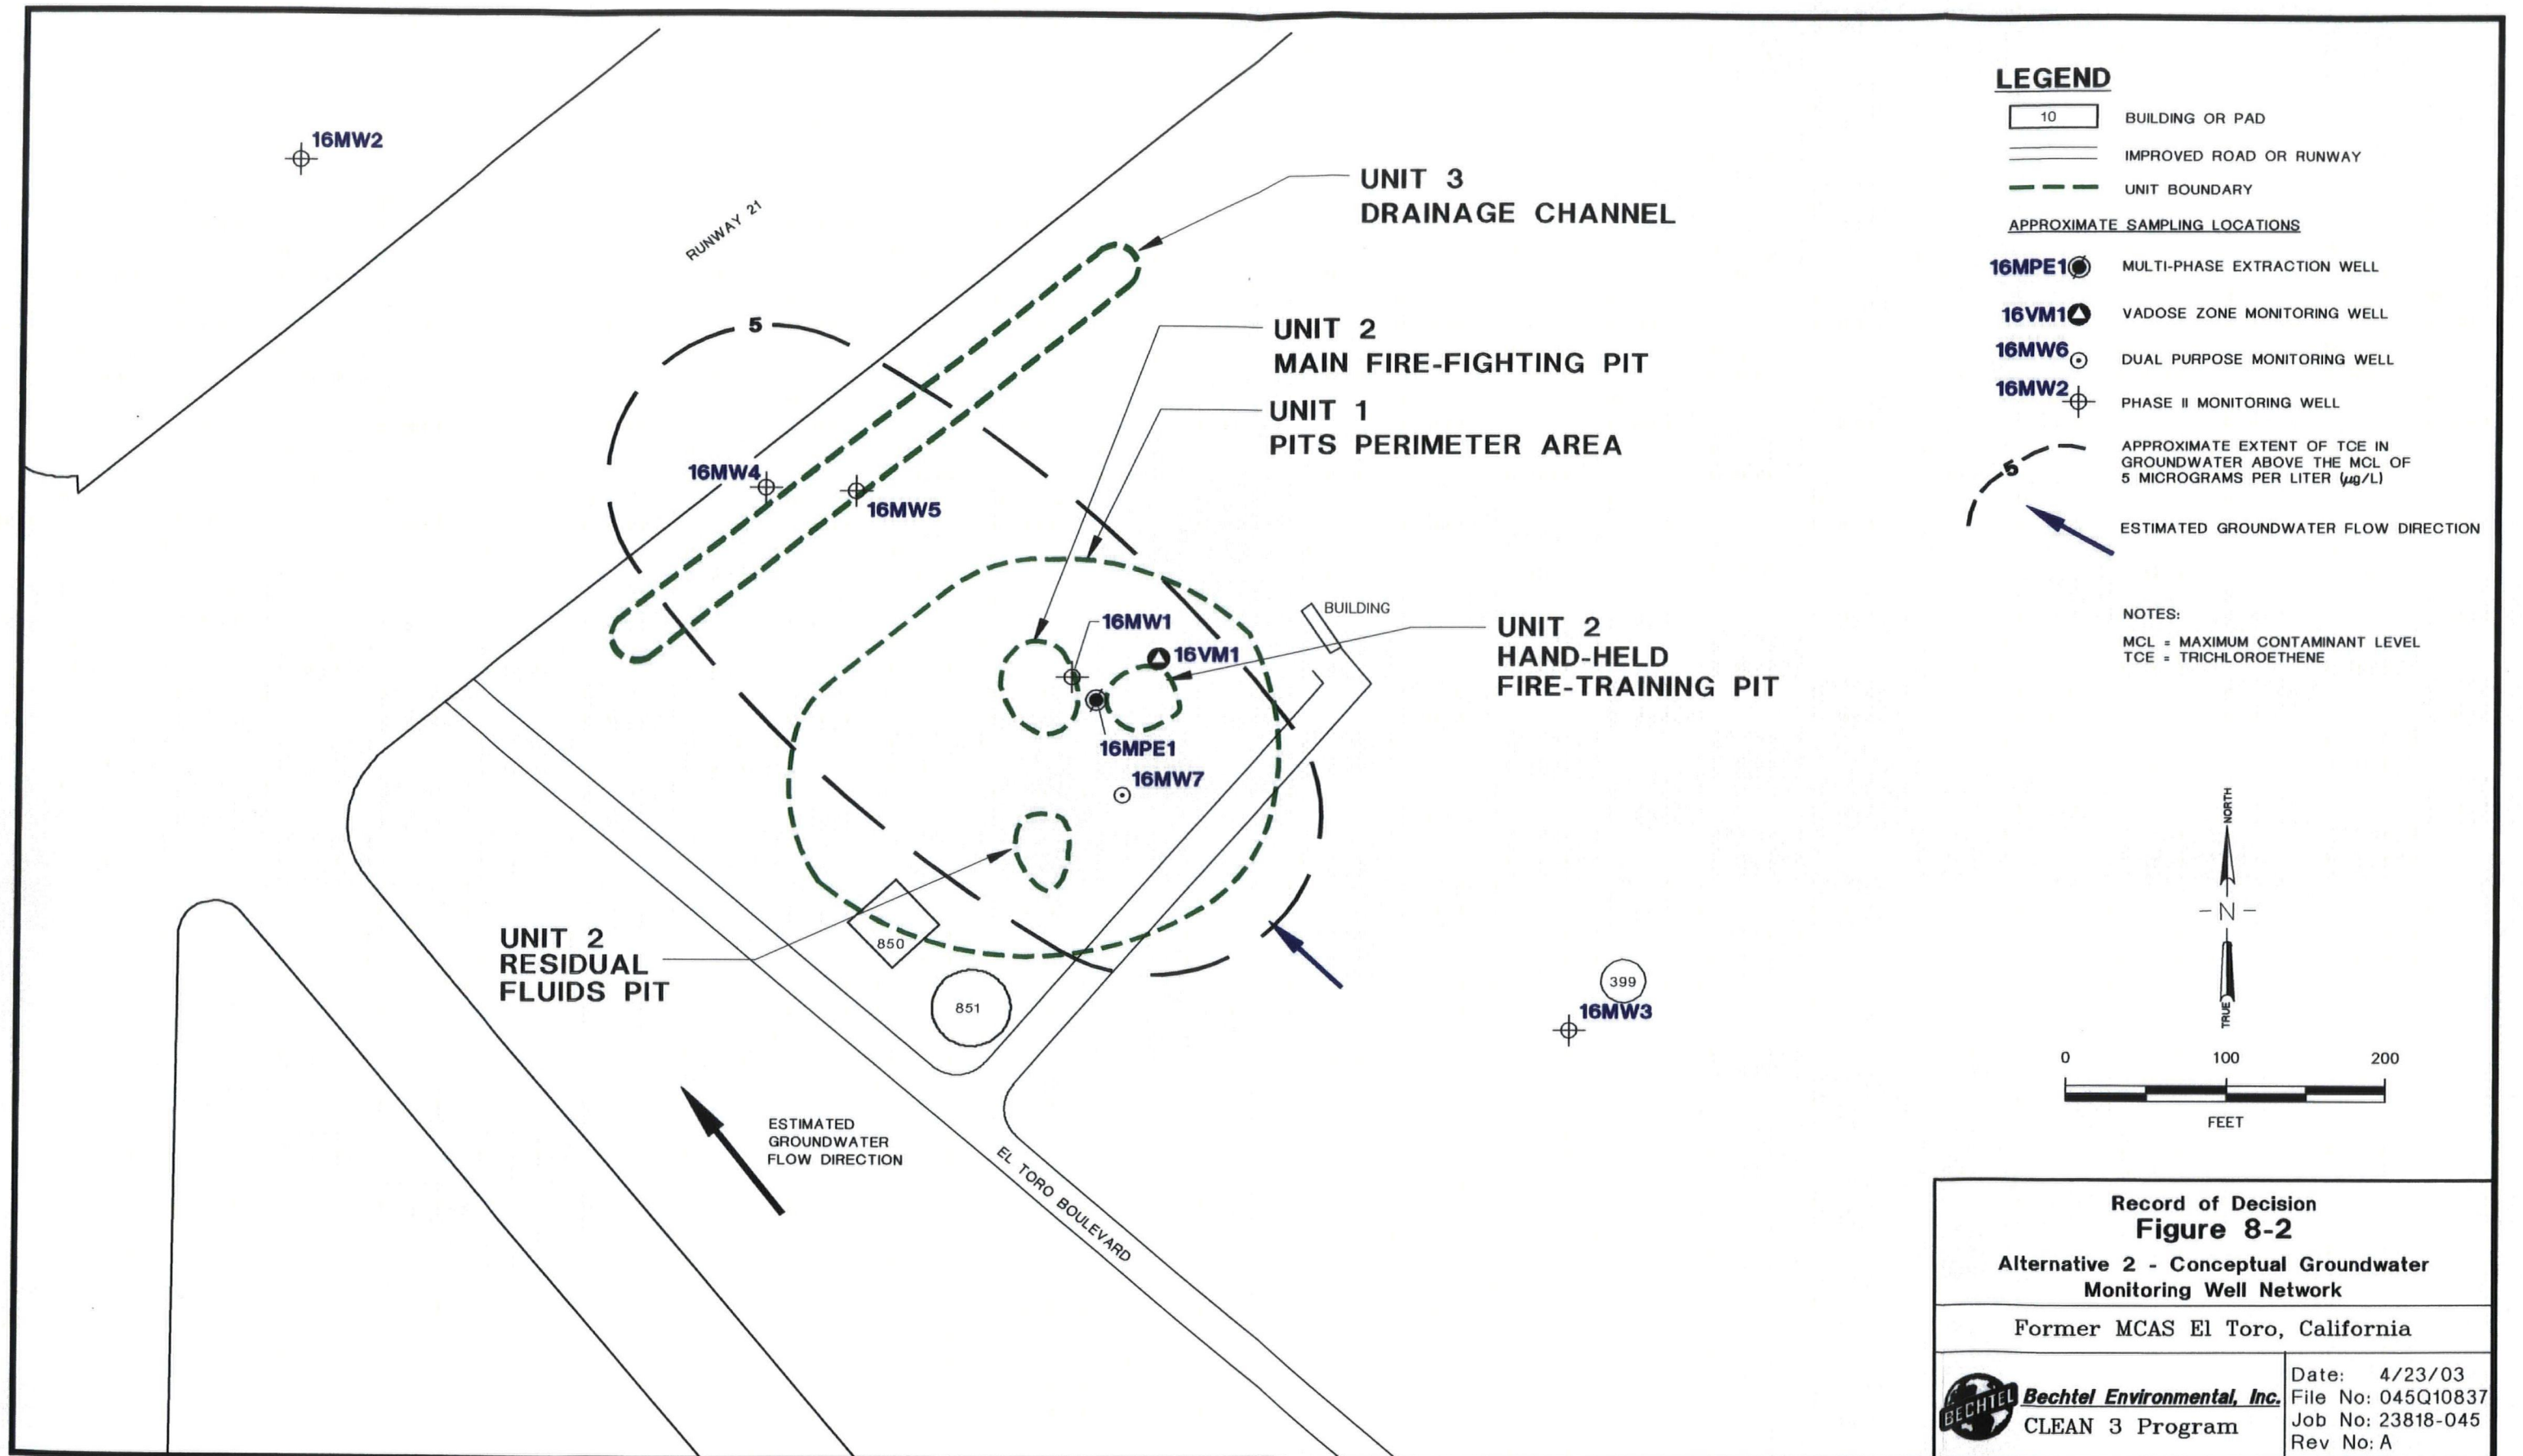 16MW2
RUNWAY 21
UNIT 3
DRAINAGE CHANNEL
5
UNIT 2
MAIN FIRE-FIGHTING PIT
UNIT 1
PITS PERIMETER AREA
16MW4
16MW5
16MW1
16VM1
BUILDING
UNIT 2
HAND-HELD
FIRE-TRAINING PIT
16MPE1
16MW7
UNIT 2
RESIDUAL
FLUIDS PIT
850
851
399
16MW3
ESTIMATED
GROUNDWATER
FLOW DIRECTION
EL TORO BOULEVARD
LEGEND
10
BUILDING OR PAD
IMPROVED ROAD OR RUNWAY
UNIT BOUNDARY
APPROXIMATE SAMPLING LOCATIONS
16MPE1 MULTI-PHASE EXTRACTION WELL
16VM1 VADOSE ZONE MONITORING WELL
16MW6 DUAL PURPOSE MONITORING WELL
16MW2 PHASE II MONITORING WELL
5
APPROXIMATE EXTENT OF TCE IN
GROUNDWATER ABOVE THE MCL OF
5 MICROGRAMS PER LITER (µg/L)
ESTIMATED GROUNDWATER FLOW DIRECTION
NOTES:
MCL = MAXIMUM CONTAMINANT LEVEL
TCE = TRICHLOROETHENE
NORTH
N
TRUE
0 100 200
FEET
Record of Decision
Figure 8-2
Alternative 2 - Conceptual Groundwater
Monitoring Well Network
Former MCAS El Toro, California
BECHTEL
Bechtel Environmental, Inc.
CLEAN 3 Program
Date: 4/23/03
File No: 045Q10837
Job No: 23818-045
Rev No: A